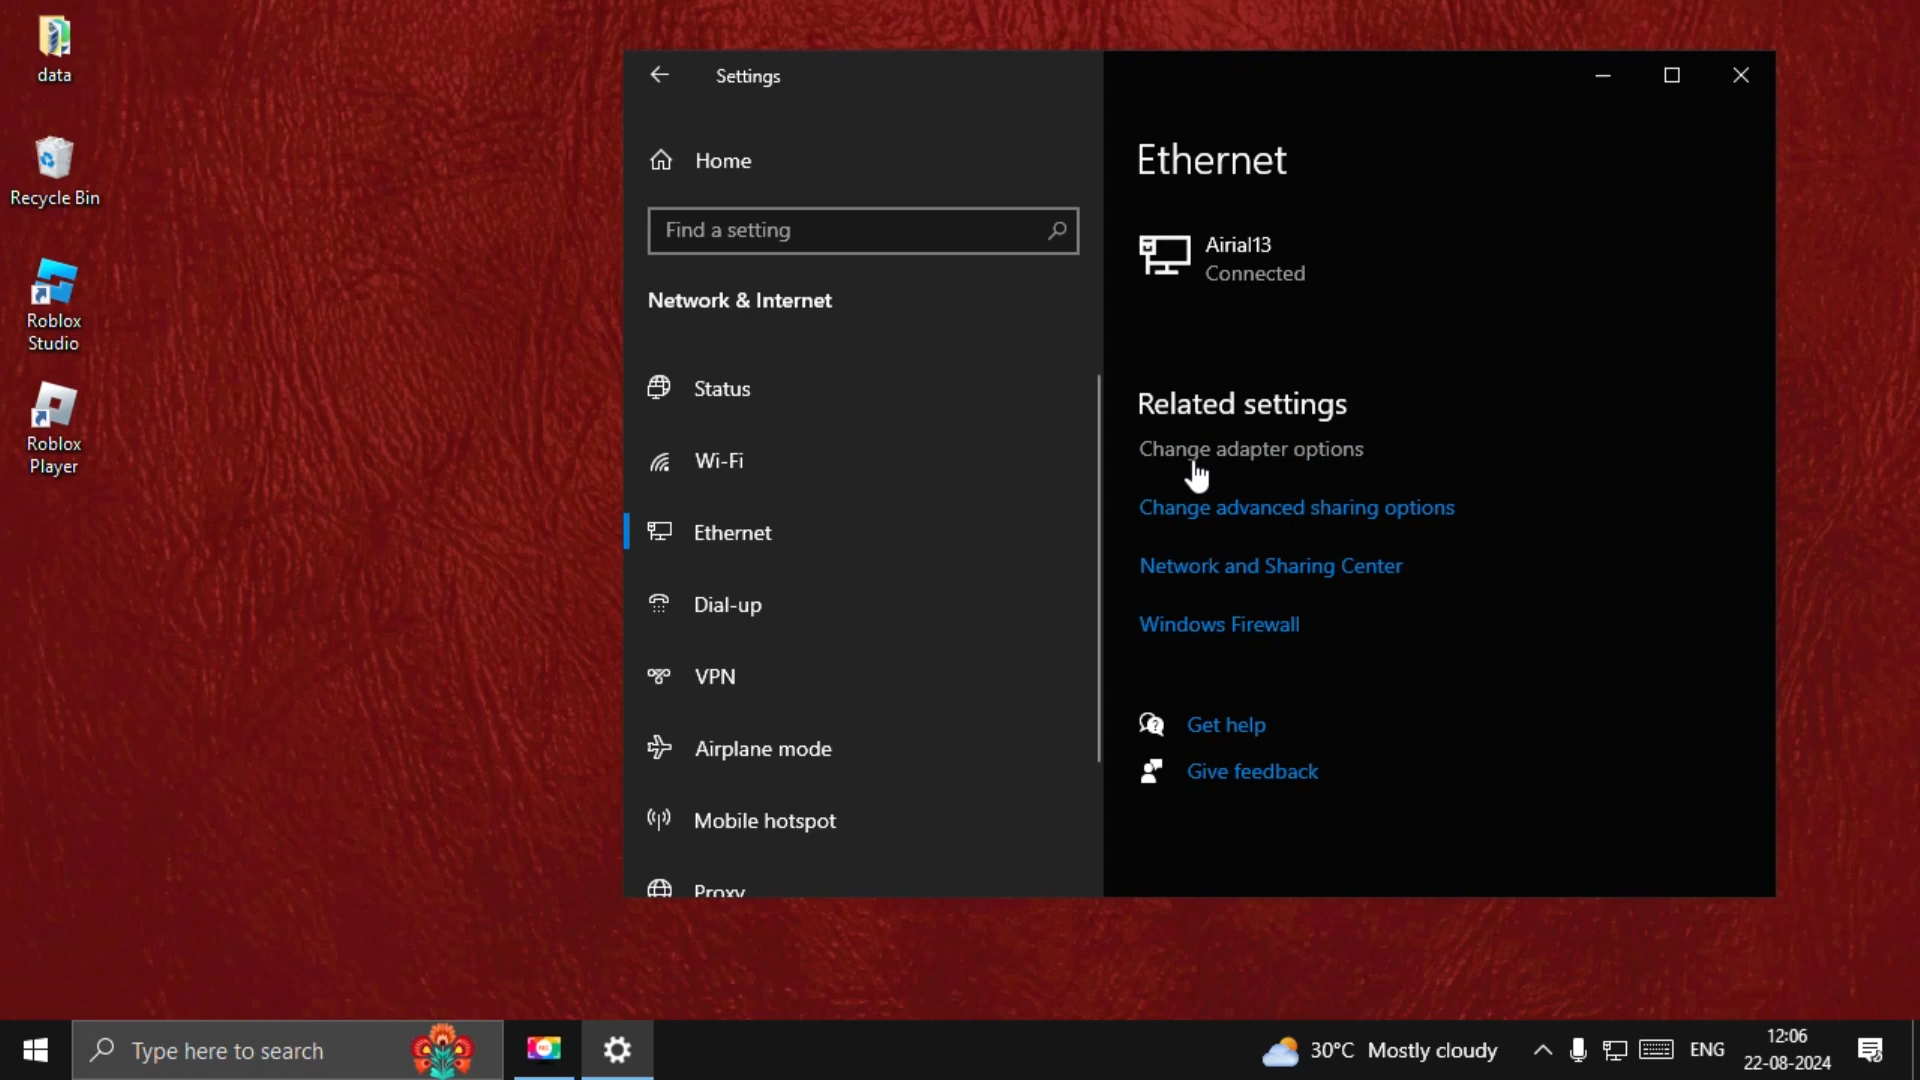 data
Recycle Bin
Roblox
Studio
Roblox
Player
Settings
Home
Find a setting
Network & Internet
Status
Wi-Fi
Ethernet
Dial-up
VPN
Airplane mode
Mobile hotspot
Proxy
Ethernet
Airial13
Connected
Related settings
Change adapter options
Change advanced sharing options
Network and Sharing Center
Windows Firewall
Get help
Give feedback
Type here to search
30°C Mostly cloudy
ENG
12:06
22-08-2024